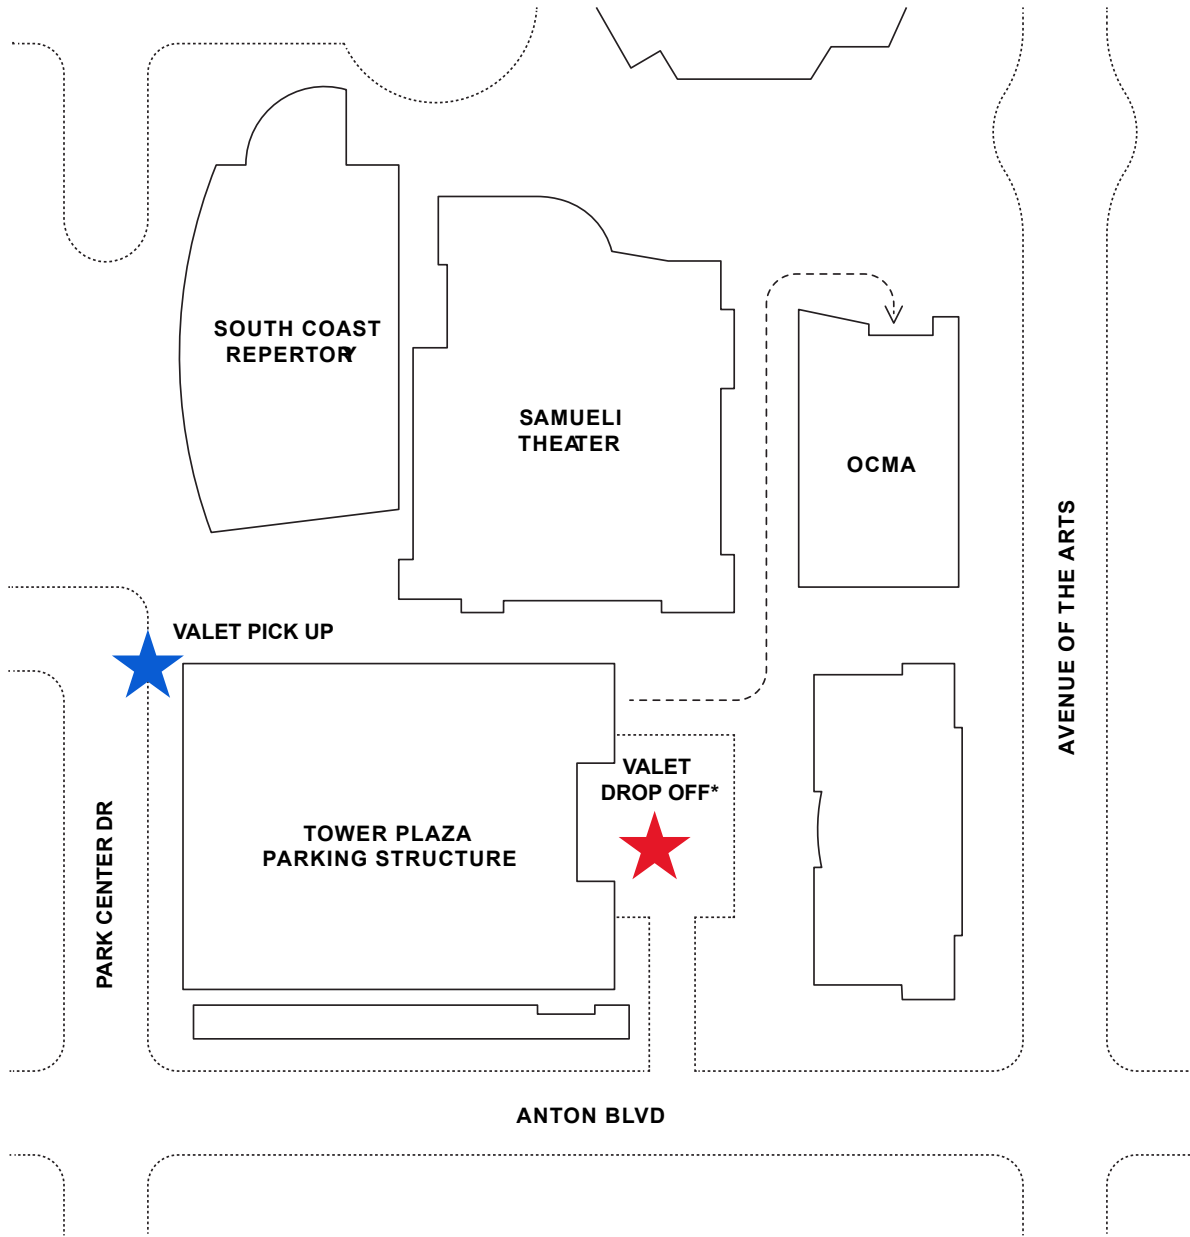 SOUTH COAST
REPERTORY
SAMUELI
THEATER
OCMA
AVENUE OF THE ARTS
VALET PICK UP
VALET
DROP OFF*
TOWER PLAZA
PARKING STRUCTURE
PARK CENTER DR
ANTON BLVD